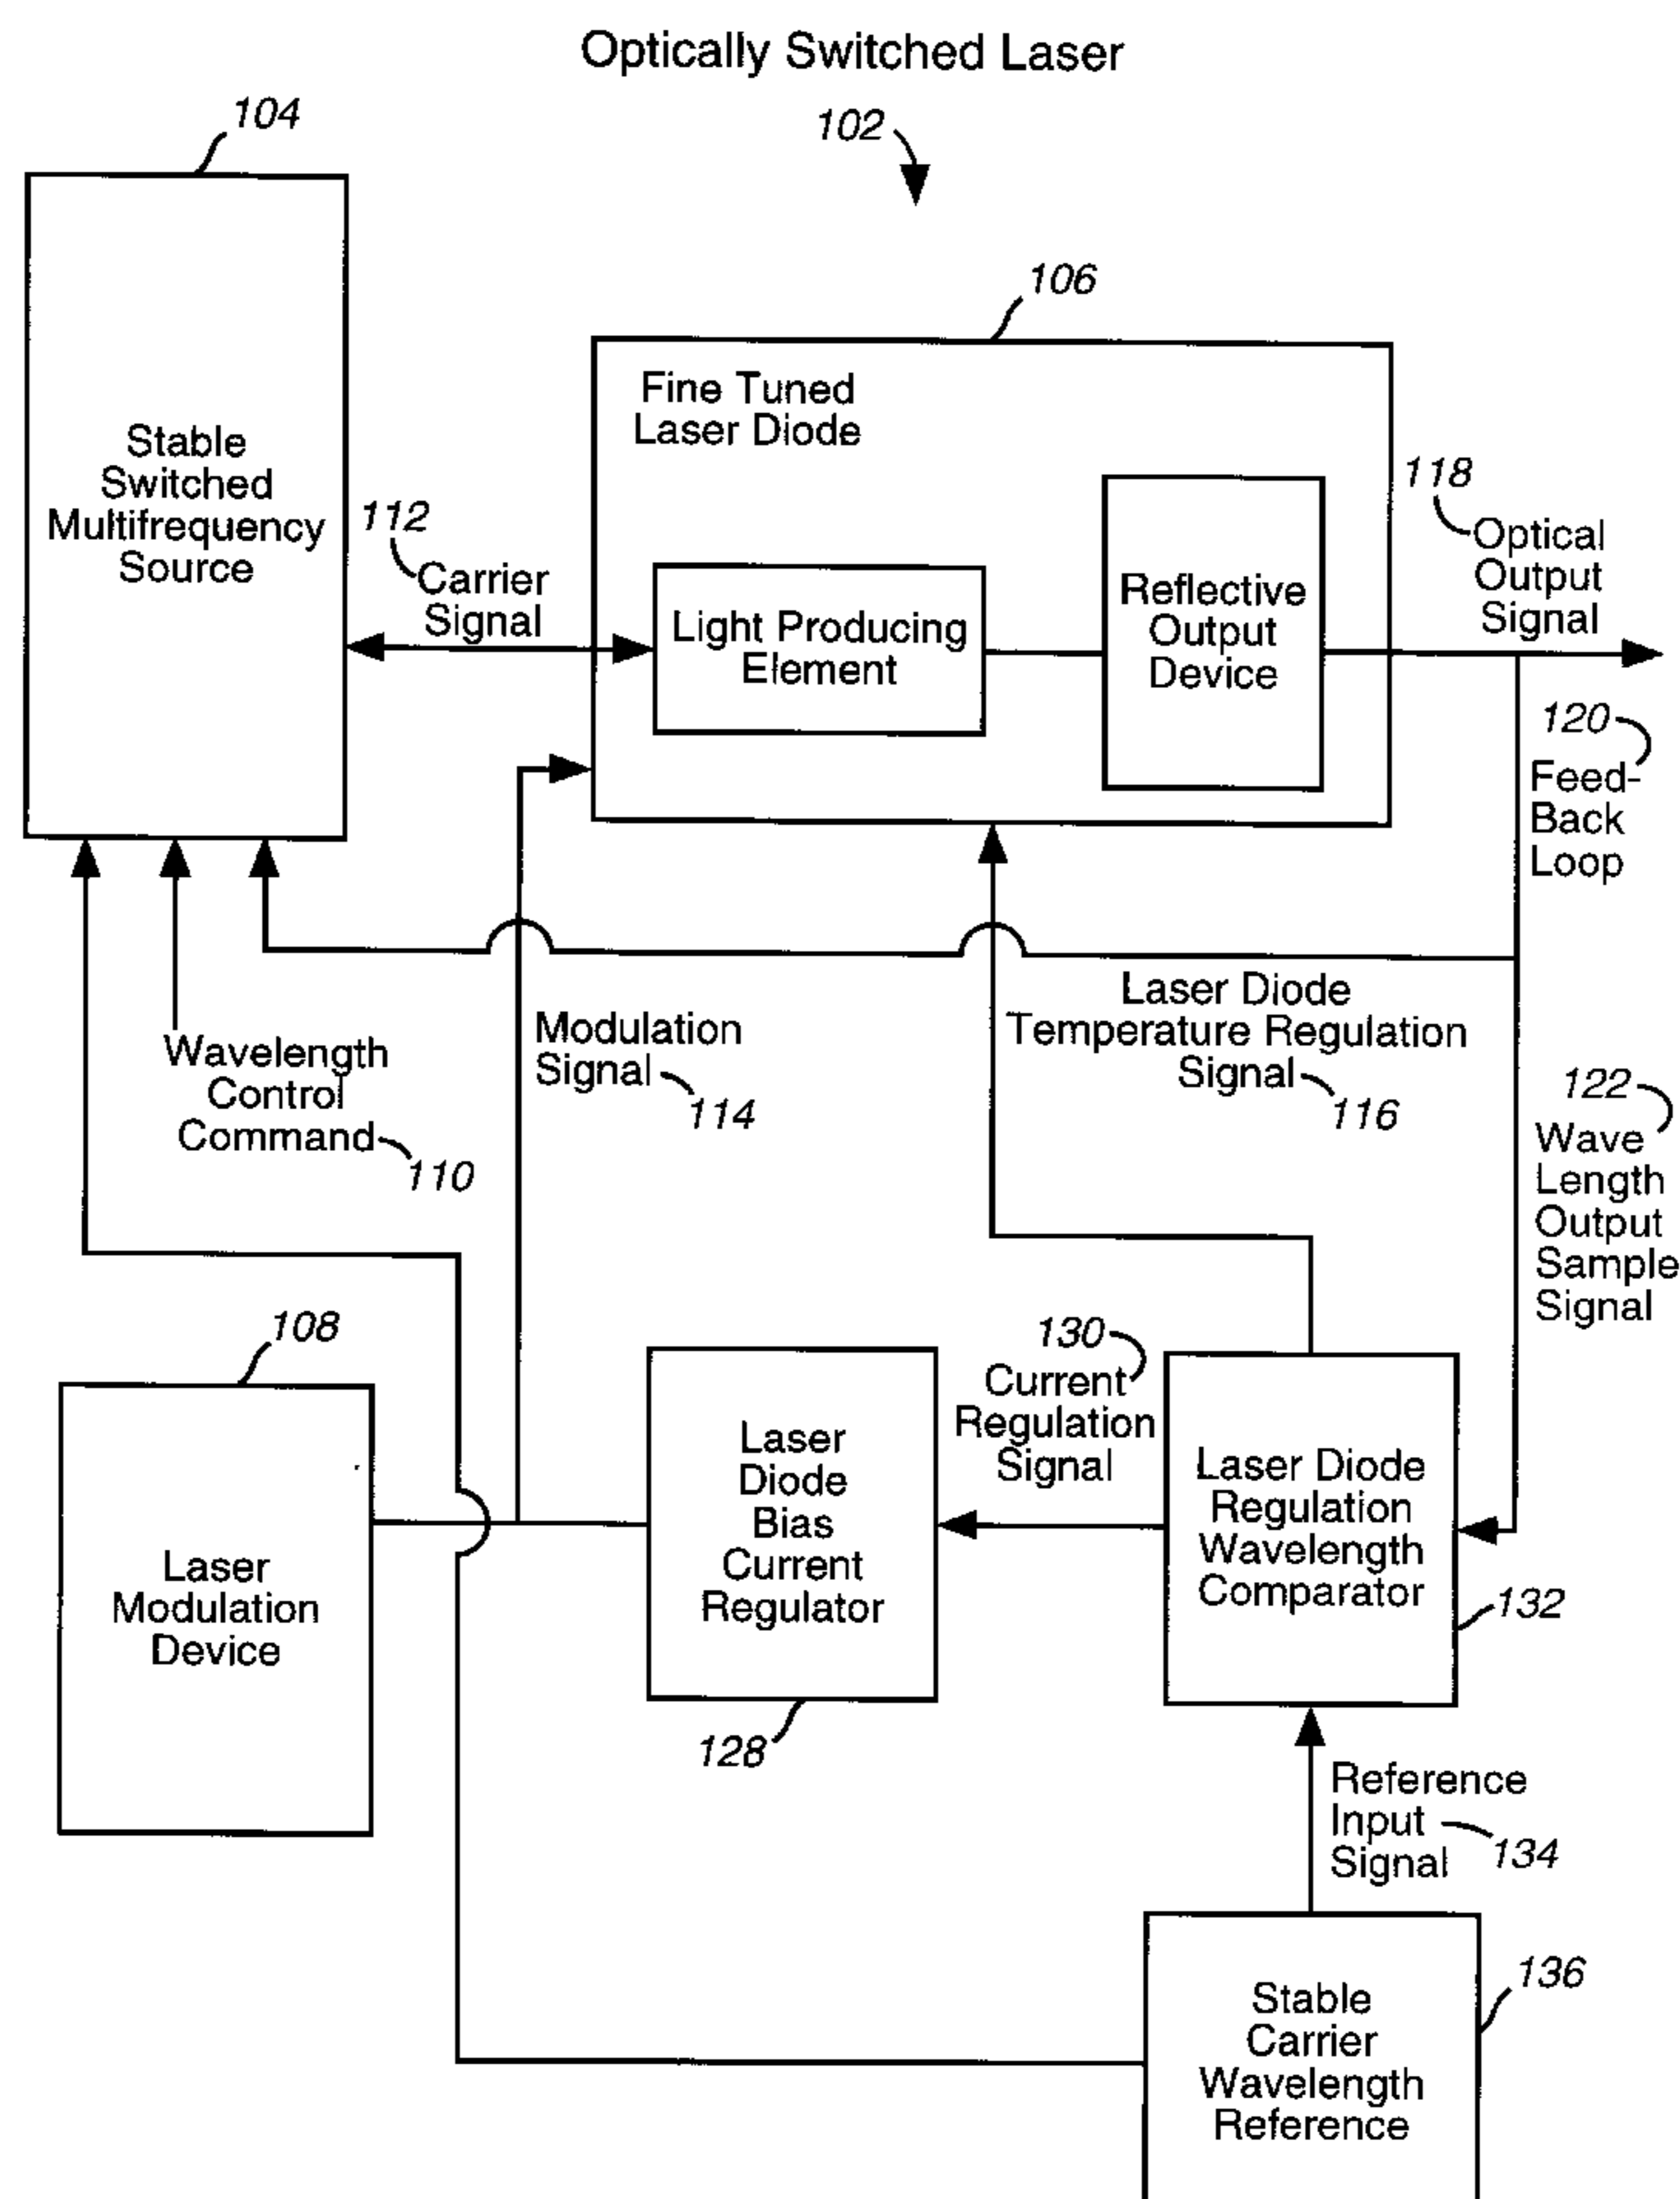 Optically Switched Laser
102
104
Stable
Switched
Multifrequency
Source
106
Fine Tuned
Laser Diode
112
Carrier
Signal
Light Producing
Element
Reflective
Output
Device
118
Optical
Output
Signal
120
Feed-
Back
Loop
Wavelength
Control
Command
110
Modulation
Signal
114
Laser Diode
Temperature Regulation
Signal
116
122
Wave
Length
Output
Sample
Signal
108
Laser
Modulation
Device
Laser
Diode
Bias
Current
Regulator
128
130
Current
Regulation
Signal
Laser Diode
Regulation
Wavelength
Comparator
132
Reference
Input
Signal
134
136
Stable
Carrier
Wavelength
Reference